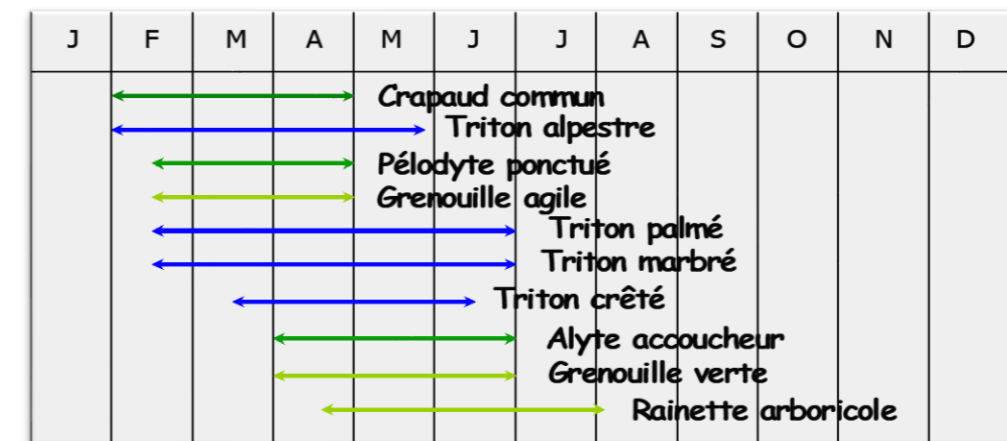 J F M A M J J A S O N D
Crapaud commun
Triton alpestre
Pélodyte ponctué
Grenouille agile
Triton palmé
Triton marbré
Triton crêté
Alyte accoucheur
Grenouille verte
Rainette arboricole